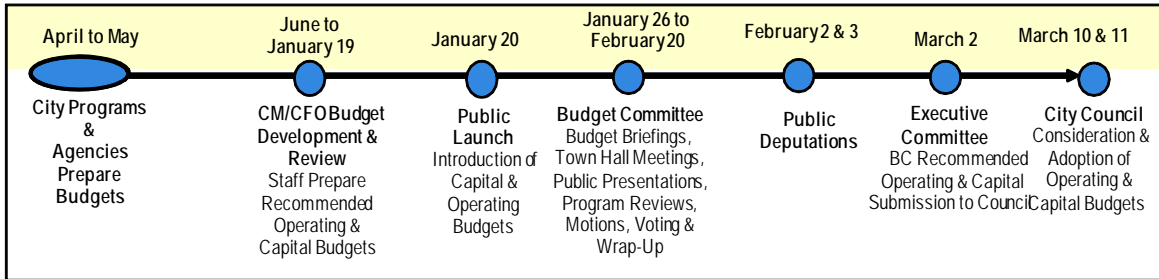 April to May
City Programs
&
Agencies
Prepare
Budgets
June to
January 19
CM/CFO Budget
Development &
Review
Staff Prepare
Recommended
Operating &
Capital Budgets
January 20
Public
Launch
Introduction of
Capital &
Operating
Budgets
January 26 to
February 20
Budget Committee
Budget Briefings,
Town Hall Meetings,
Public Presentations,
Program Reviews,
Motions, Voting &
Wrap-Up
February 2 & 3
Public
Deputations
March 2
Executive
Committee
BC Recommended
Operating & Capital
Submission to Council
March 10 & 11
City Council
Consideration &
Adoption of
Operating &
Capital Budgets